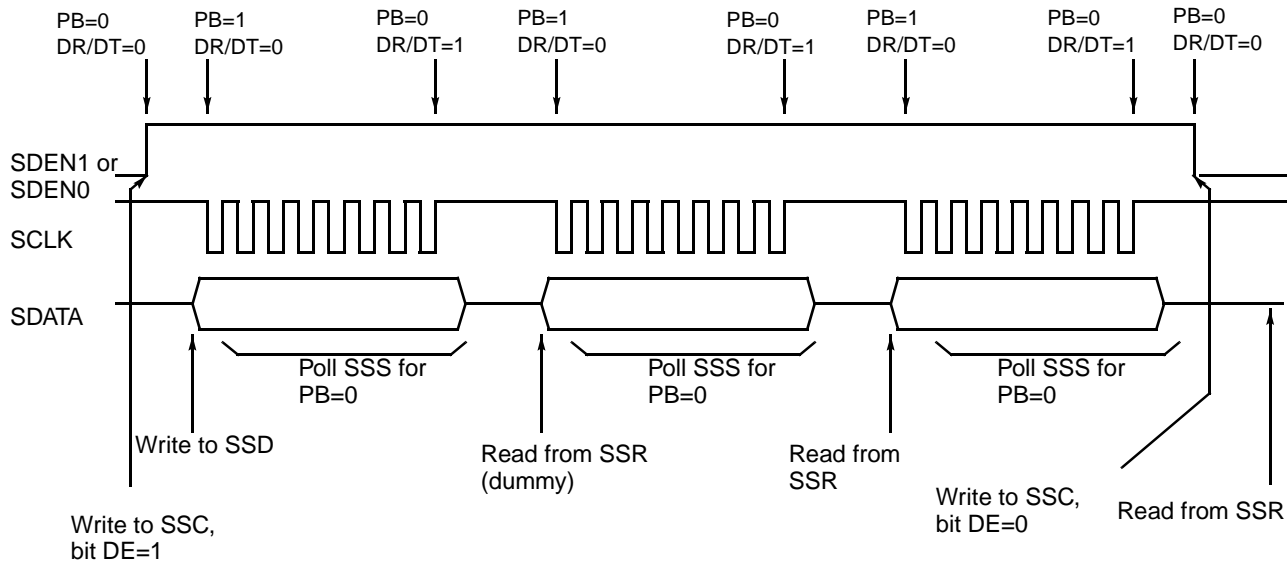 PB=0
DR/DT=0
PB=1
DR/DT=0
PB=0
DR/DT=1
PB=1
DR/DT=0
PB=0
DR/DT=1
PB=1
DR/DT=0
PB=0
DR/DT=1
PB=0
DR/DT=0
SDEN1 or
SDEN0
SCLK
SDATA
Poll SSS for
PB=0
Poll SSS for
PB=0
Poll SSS for
PB=0
Write to SSD
Read from SSR
(dummy)
Read from
SSR
Write to SSC,
bit DE=0
Read from SSR
Write to SSC,
bit DE=1